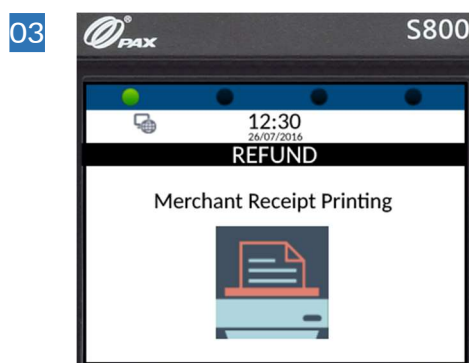 03
PAX
S800
12:30
26/07/2016
REFUND
Merchant Receipt Printing